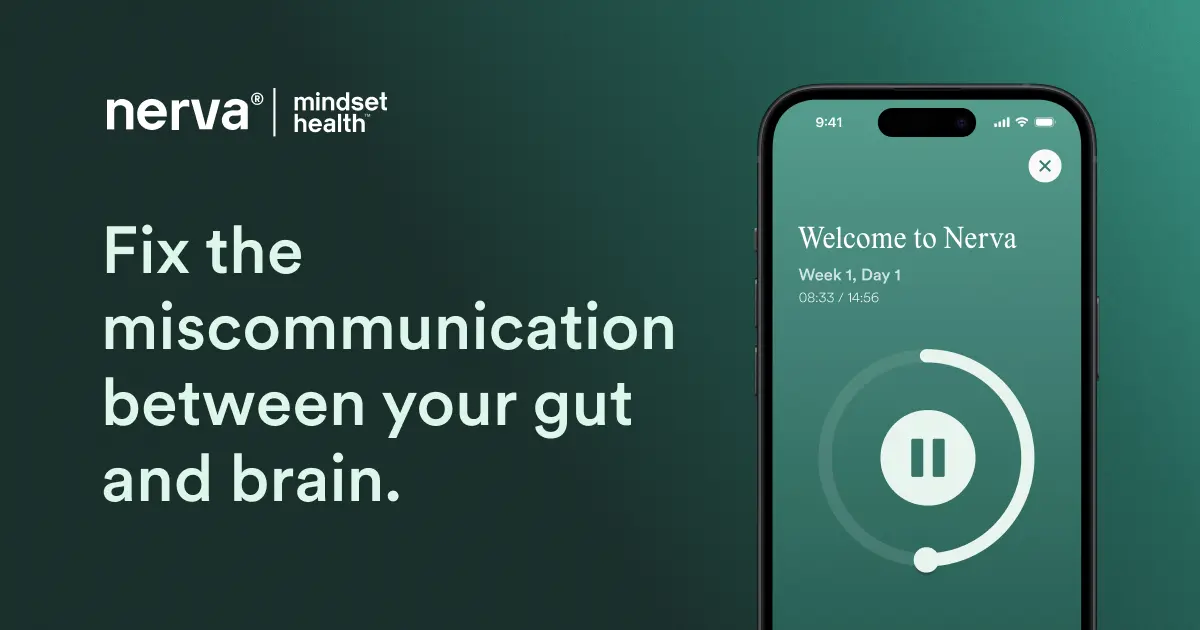 nerva® | mindset health™
Fix the
miscommunication
between your gut
and brain.
9:41
Welcome to Nerva
Week 1, Day 1
08:33 / 14:56